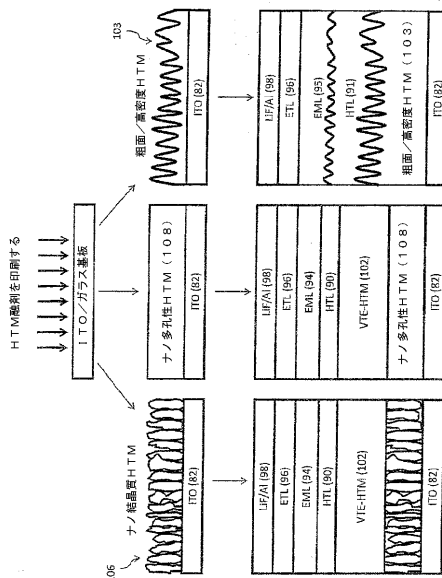 HTM融剤を印刷する
ITO/ガラス基板
106
ナノ結晶質HTM
ITO (82)
ナノ多孔性HTM (108)
ITO (82)
103
粗面/高密度HTM
ITO (82)
LiF/Al (98)
ETL (96)
EML (94)
HTL (90)
VTE-HTM (102)
ITO (82)
LiF/Al (98)
ETL (96)
EML (94)
HTL (90)
VTE-HTM (102)
ナノ多孔性HTM (108)
ITO (82)
LiF/Al (98)
ETL (96)
EML (95)
HTL (91)
粗面/高密度HTM (103)
ITO (82)